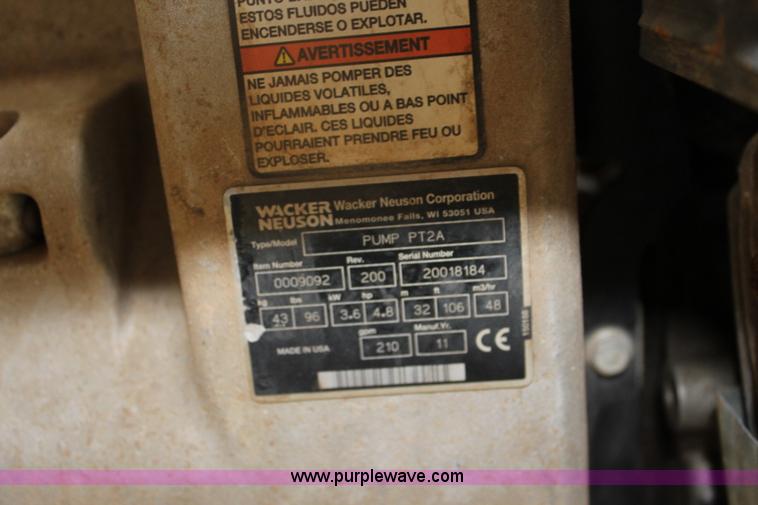 ESTOS FLUIDOS PUEDEN
ENCENDERSE O EXPLOTAR.
AVERTISSEMENT
NE JAMAIS POMPER DES
LIQUIDES VOLATILES,
INFLAMMABLES OU A BAS POINT
D'ECLAIR. CES LIQUIDES
POURRAIENT PRENDRE FEU OU
EXPLOSER.
WACKER NEUSON Wacker Neuson Corporation
Menomonee Falls, WI 53051 USA
Type/Model PUMP PT2A
Item Number Rev. Serial Number
0009092 200 20018184
kg lbs kW hp m ft m3/hr
43 96 3.6 4.8 32 106 48
gpm Manuf.Yr.
MADE IN USA 210 11 CE
www.purplewave.com